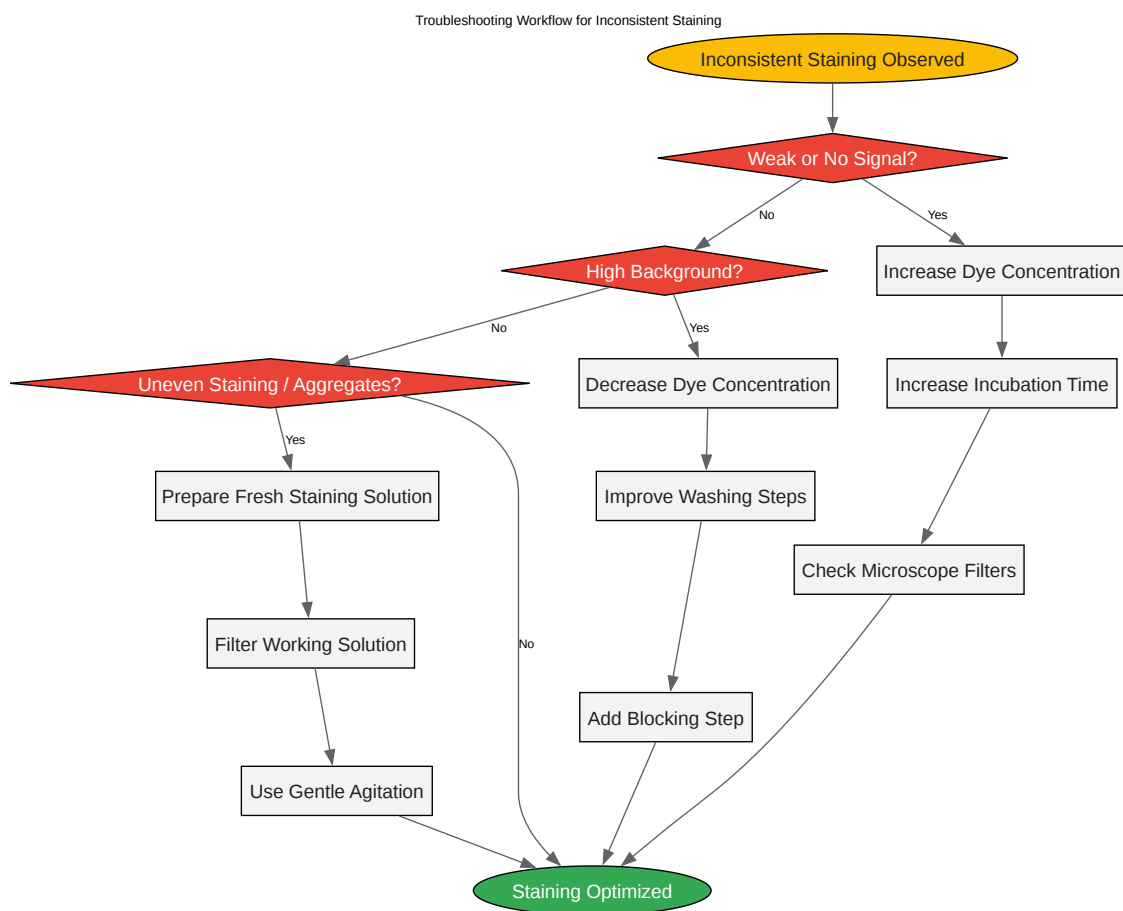 Troubleshooting Workflow for Inconsistent Staining
Inconsistent Staining Observed
Weak or No Signal?
No
Yes
High Background?
Increase Dye Concentration
No
Yes
Uneven Staining / Aggregates?
Decrease Dye Concentration
Increase Incubation Time
Yes
Prepare Fresh Staining Solution
Improve Washing Steps
Check Microscope Filters
Filter Working Solution
No
Add Blocking Step
Use Gentle Agitation
Staining Optimized